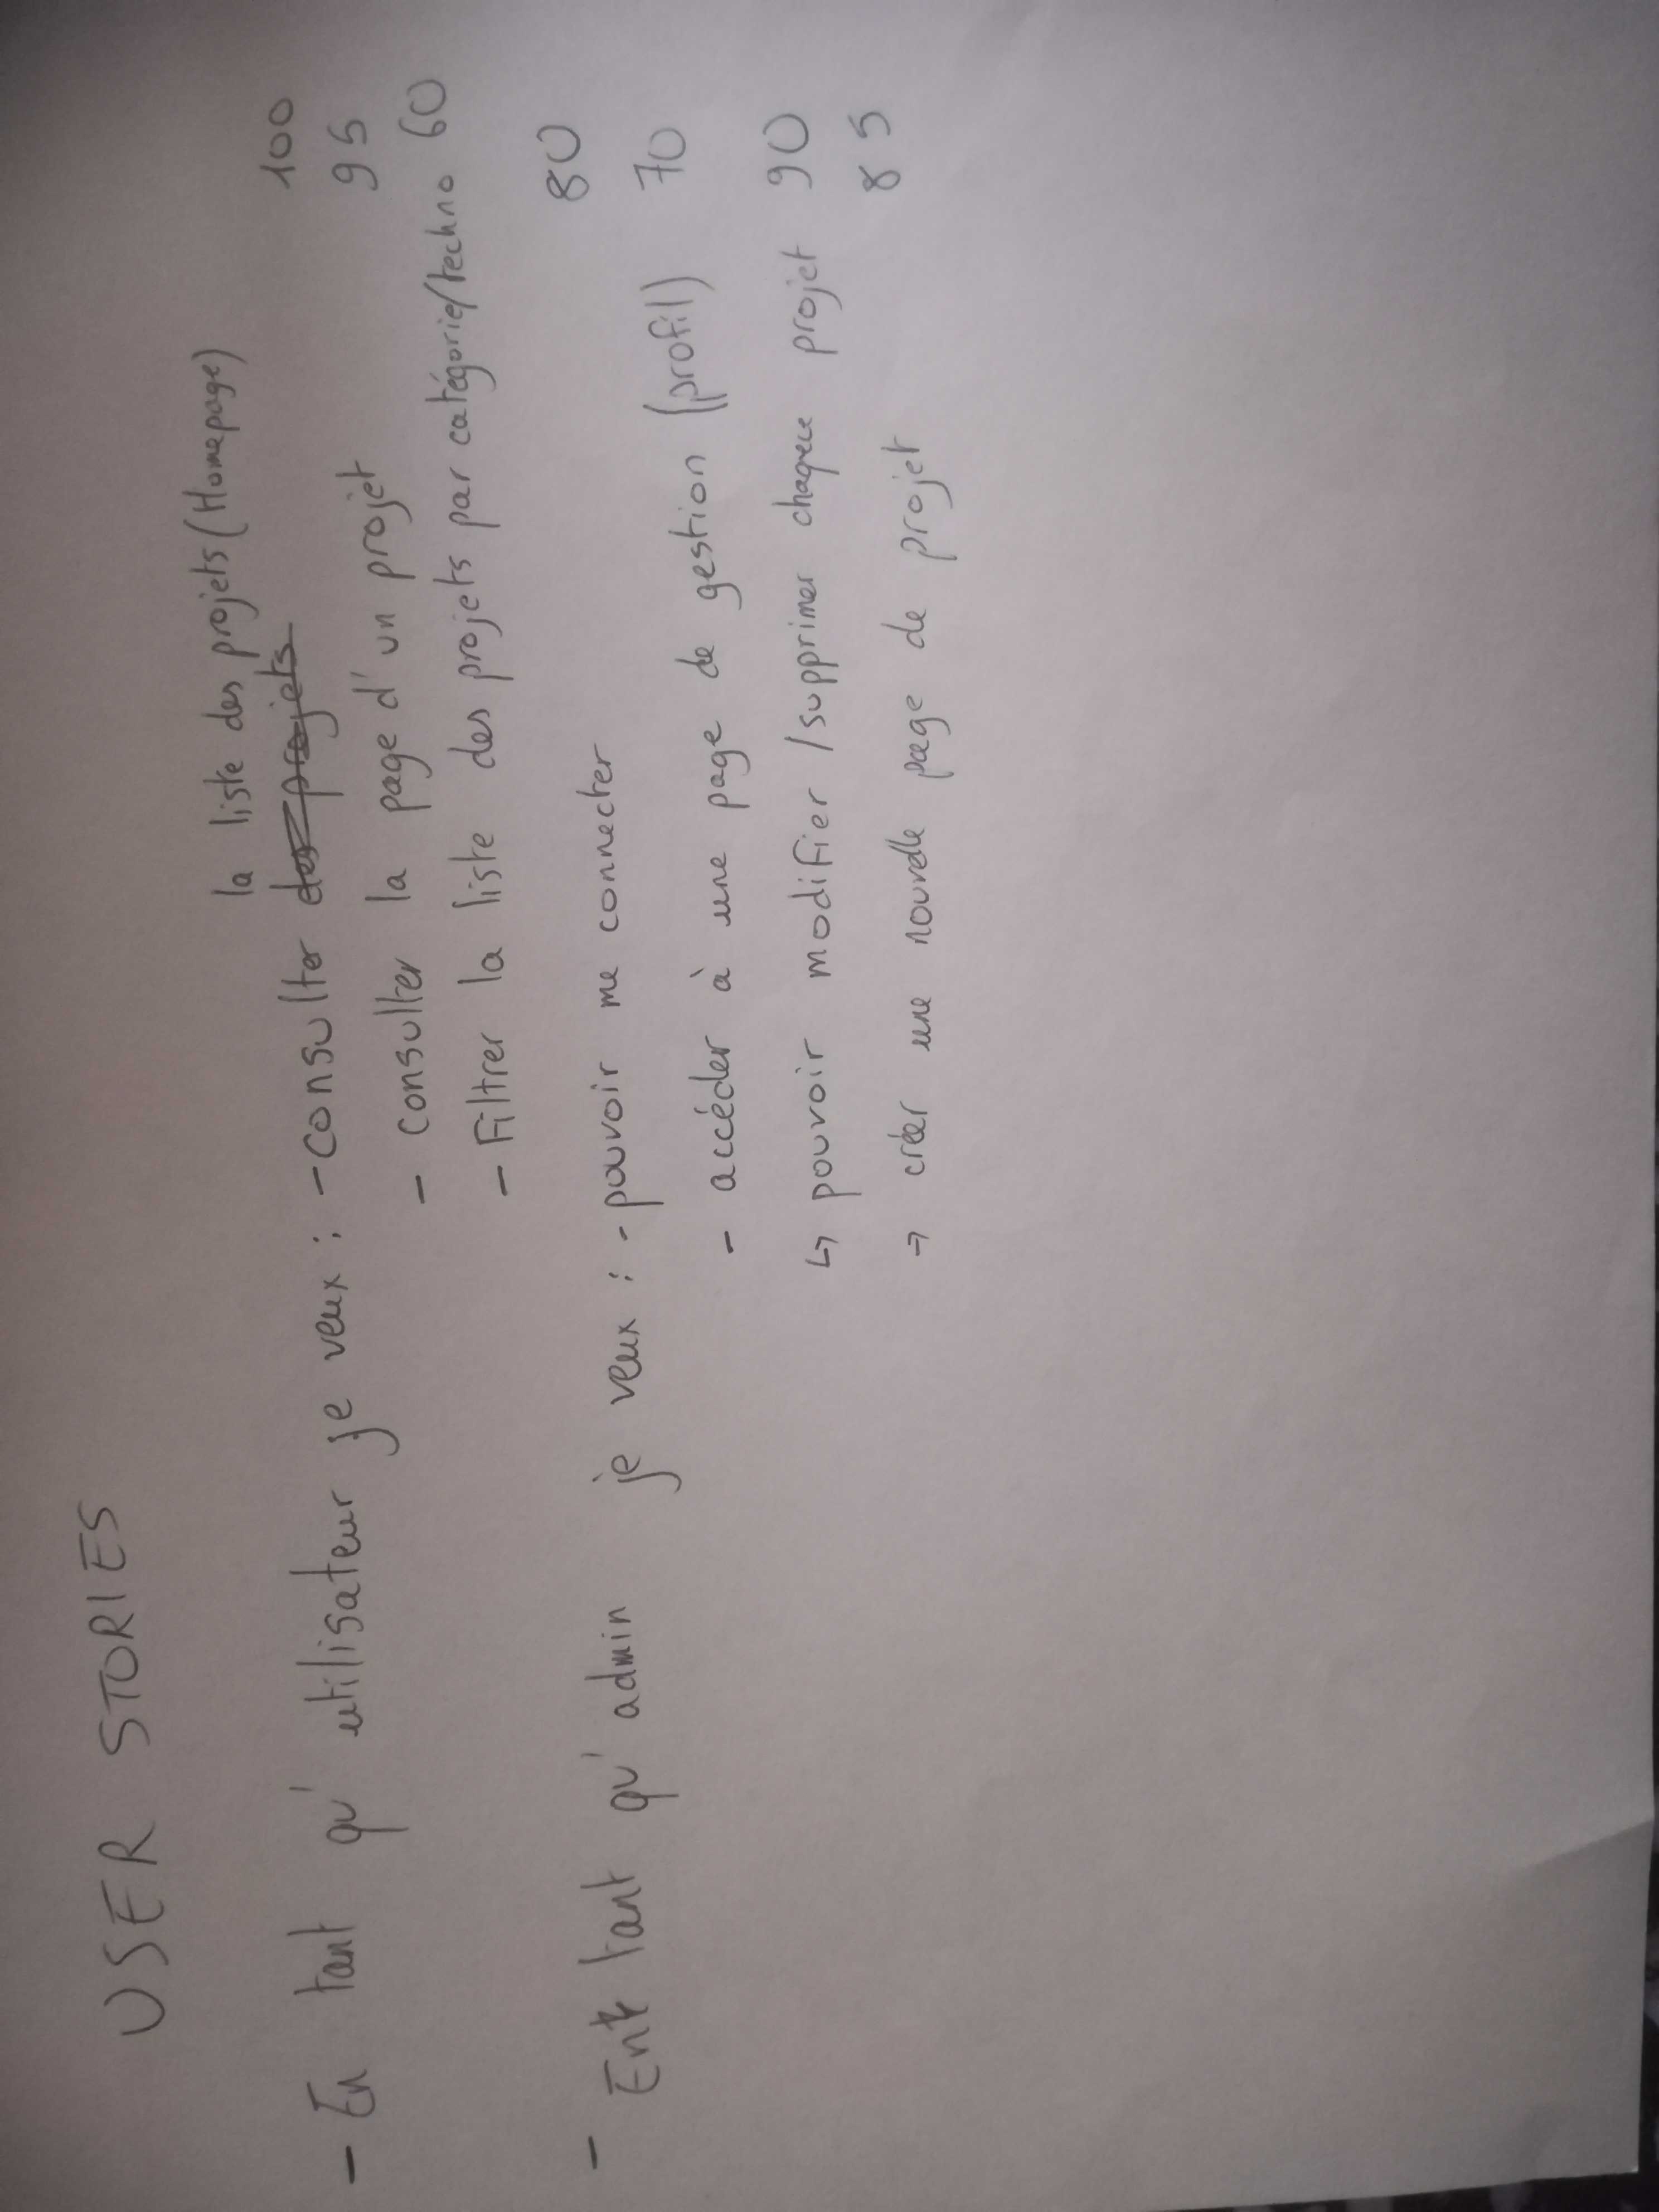 USER STORIES
la liste des projets (Homepage)
- En tant qu'utilisateur je veux : - consulter des projets 100
- consulter la page d'un projet 95
- Filtrer la liste des projets par catégorie/techno 60
- Ent tant qu'admin je veux : - pouvoir me connecter 80
- accéder à une page de gestion (profil) 70
↳ pouvoir modifier/supprimer chaque projet 90
→ créer une nouvelle page de projet 85